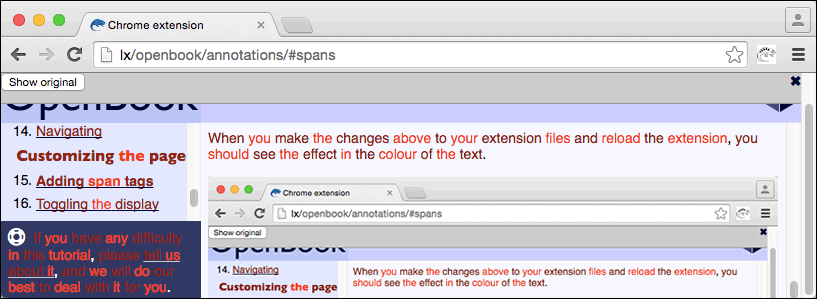 Chrome extension
lx/openbook/annotations/#spans
Show original
OpenBook
14. Navigating
Customizing the page
15. Adding span tags
16. Toggling the display
If you have any difficulty
in this tutorial, please tell us
about it, and we will do our
best to deal with it for you.
When you make the changes above to your extension files and reload the extension, you
should see the effect in the colour of the text.
Chrome extension
lx/openbook/annotations/#spans
Show original
OpenBook
14. Navigating
Customizing the page
When you make the changes above to your extension files and reload the extension, you
should see the effect in the colour of the text.